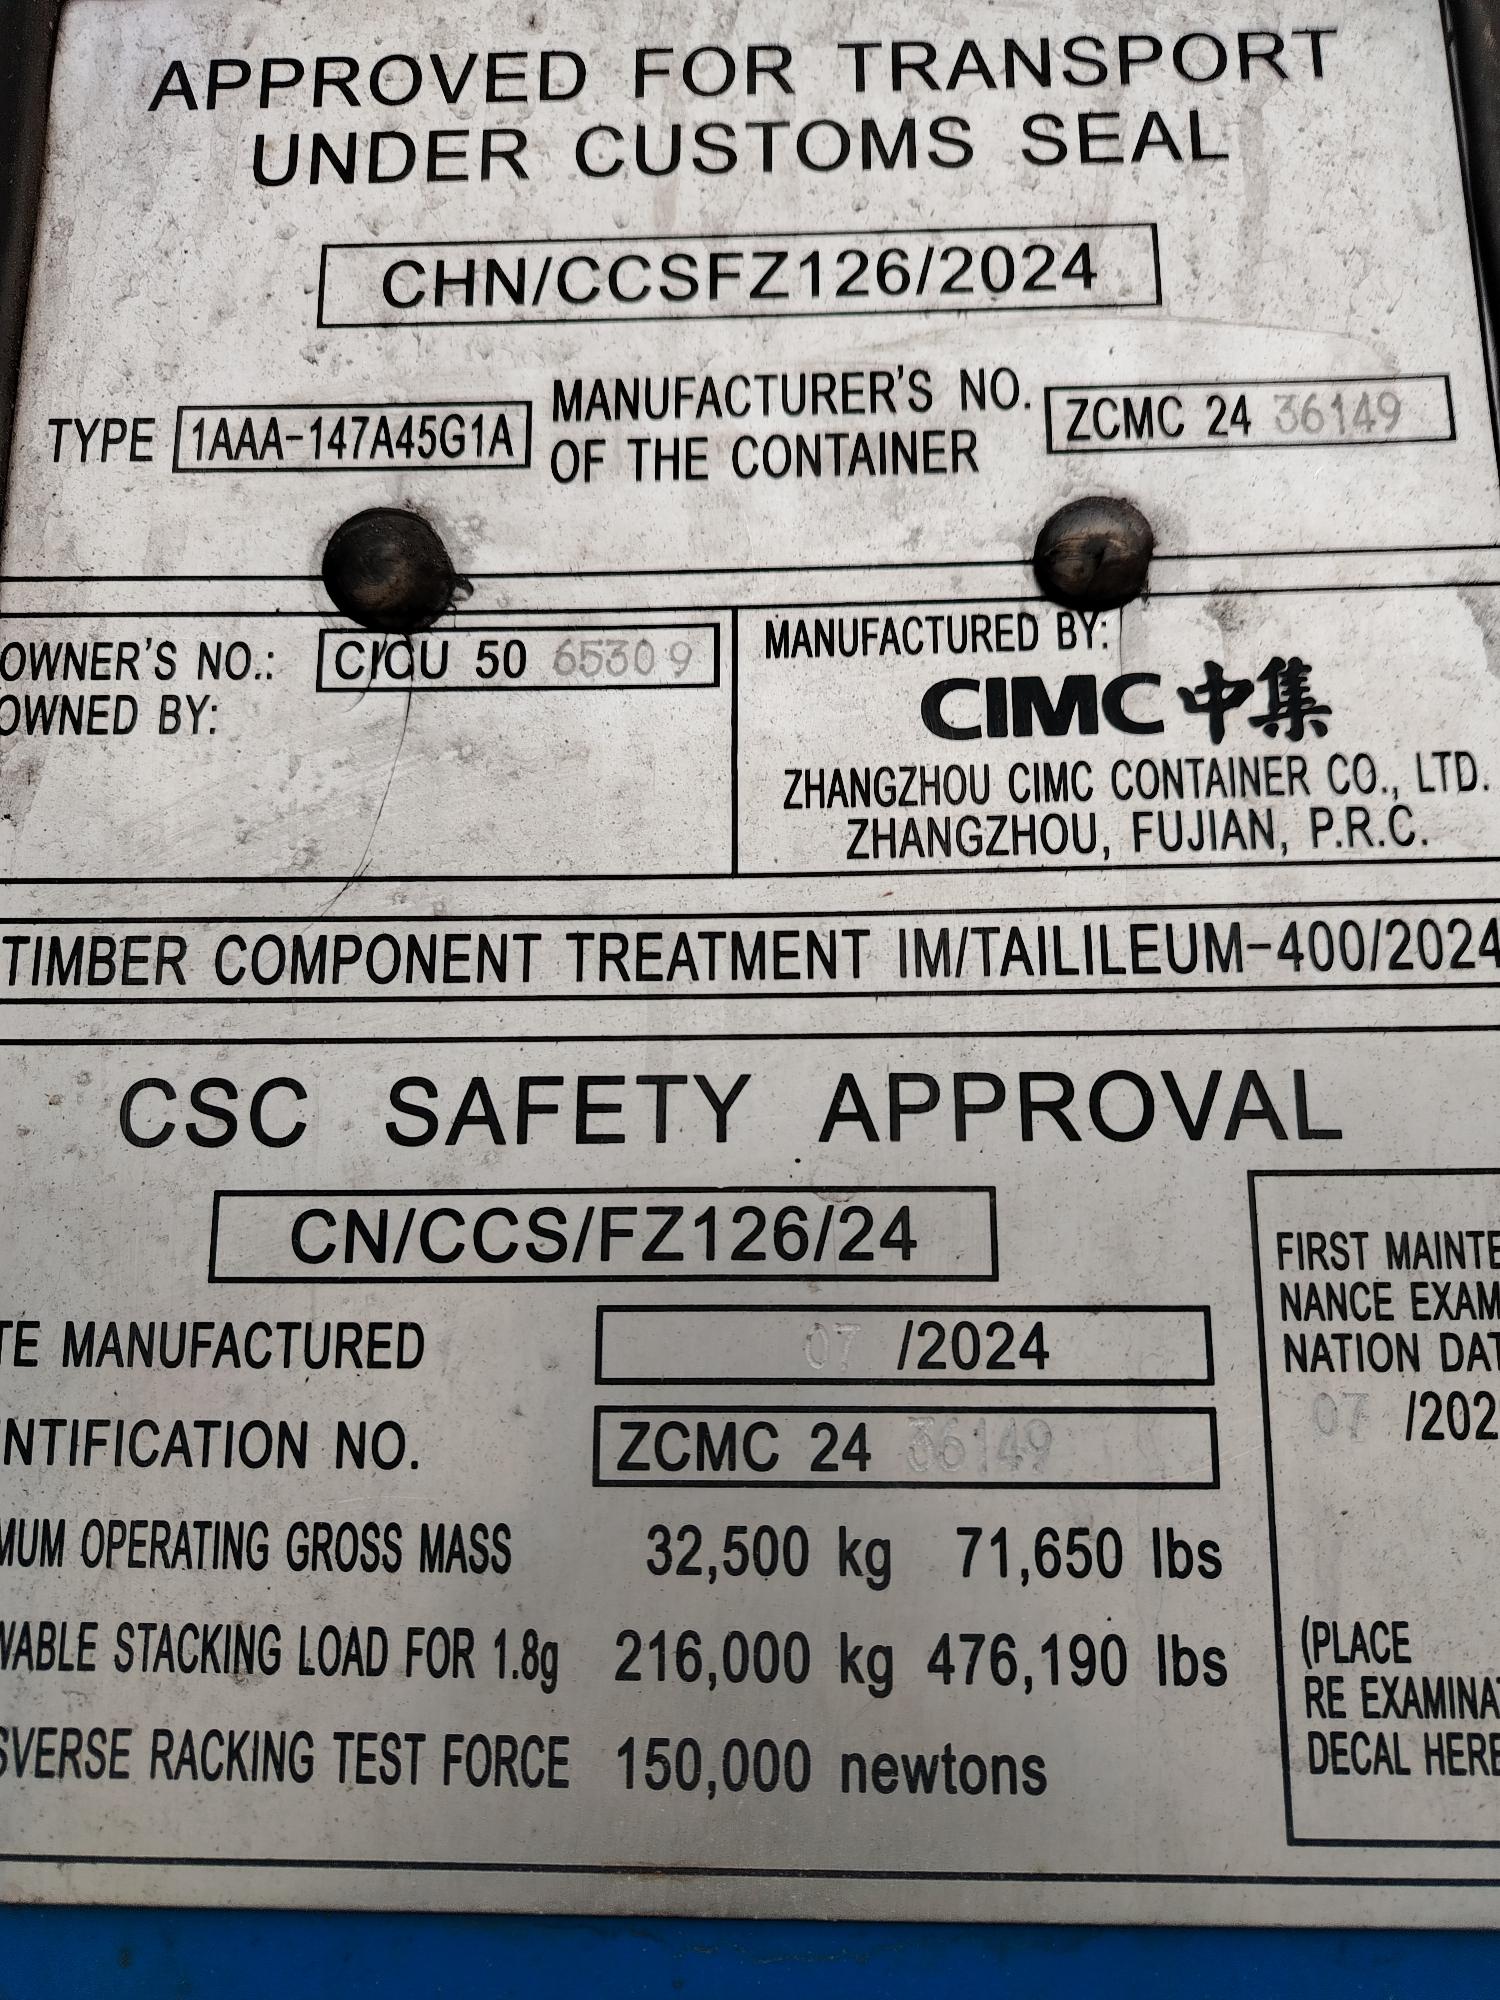 APPROVED FOR TRANSPORT
UNDER CUSTOMS SEAL
CHN/CCSFZ126/2024
TYPE 1AAA-147A45G1A MANUFACTURER'S NO. OF THE CONTAINER ZCMC 24 36149
OWNER'S NO.: CICU 50 65309
OWNED BY:
MANUFACTURED BY:
CIMC 中集
ZHANGZHOU CIMC CONTAINER CO., LTD.
ZHANGZHOU, FUJIAN, P.R.C.
TIMBER COMPONENT TREATMENT IM/TAILILEUM-400/2024
CSC SAFETY APPROVAL
CN/CCS/FZ126/24
TE MANUFACTURED 07 /2024
NTIFICATION NO. ZCMC 24 36149
MUM OPERATING GROSS MASS 32,500 kg 71,650 lbs
WABLE STACKING LOAD FOR 1.8g 216,000 kg 476,190 lbs
SVERSE RACKING TEST FORCE 150,000 newtons
FIRST MAINTE
NANCE EXAM
NATION DAT
07 /202
(PLACE
RE EXAMINA
DECAL HERE